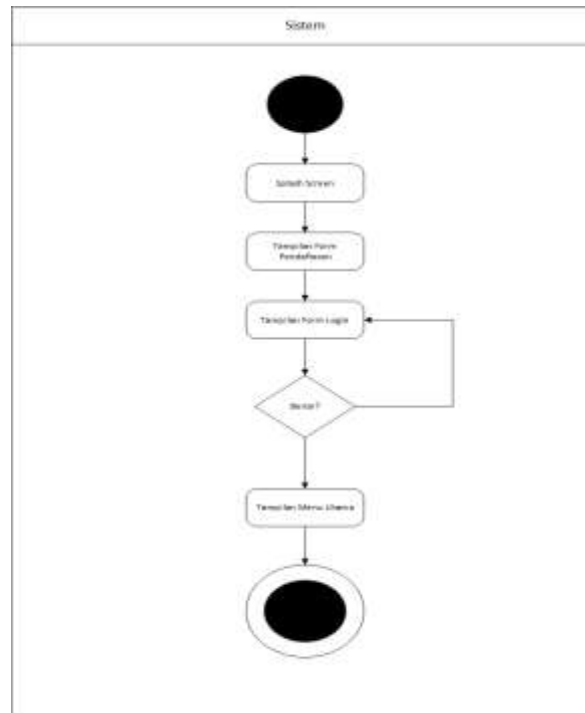 Sistem
Splash Screen
Tampilan Form
Pendaftaran
Tampilan Form Login
Benar?
Tampilan Menu Utama